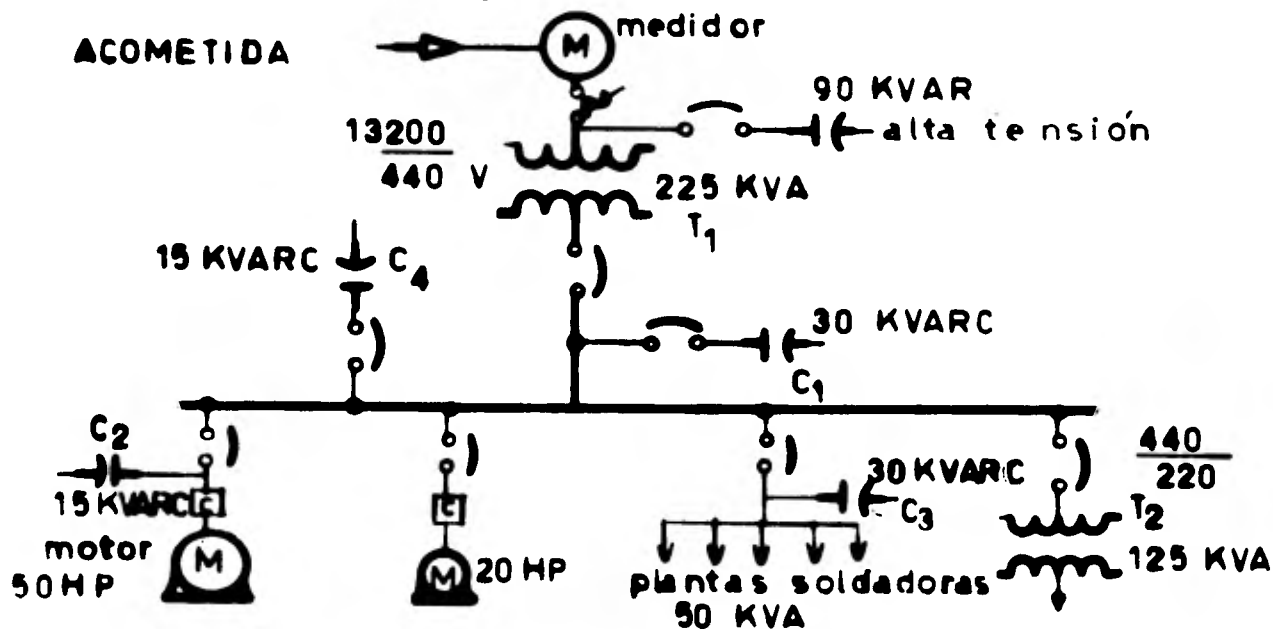 ACOMETIDA
M
medidor
90 KVAR
alta tensión
13200
440 V
225 KVA
T1
15 KVARC
C4
30 KVARC
C1
C2
15 KVARC
C
motor
50 HP
M
C
M
20 HP
30 KVARC
C3
plantas soldadoras
50 KVA
440
220
T2
125 KVA